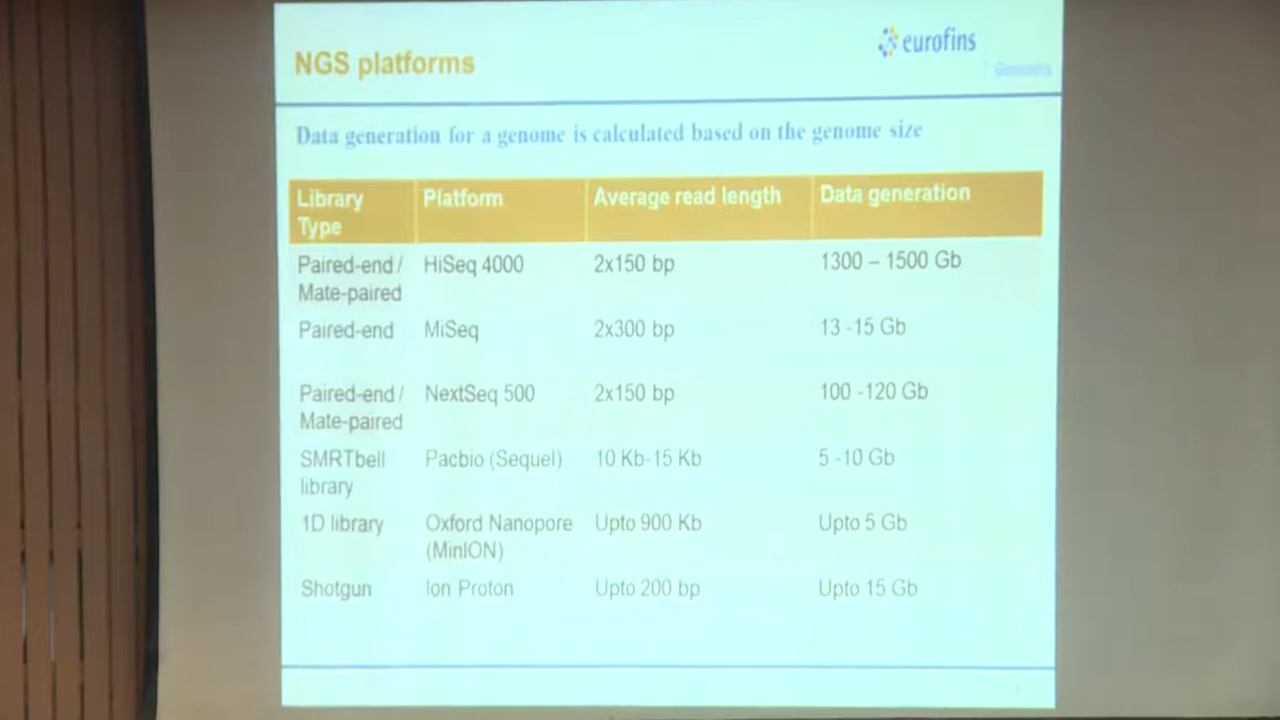 NGS platforms
eurofins
Genomics
Data generation for a genome is calculated based on the genome size
Library Type Platform Average read length Data generation
Paired-end / Mate-paired HiSeq 4000 2x150 bp 1300 – 1500 Gb
Paired-end MiSeq 2x300 bp 13 -15 Gb
Paired-end / Mate-paired NextSeq 500 2x150 bp 100 -120 Gb
SMRTbell library Pacbio (Sequel) 10 Kb-15 Kb 5 -10 Gb
1D library Oxford Nanopore (MinION) Upto 900 Kb Upto 5 Gb
Shotgun Ion Proton Upto 200 bp Upto 15 Gb